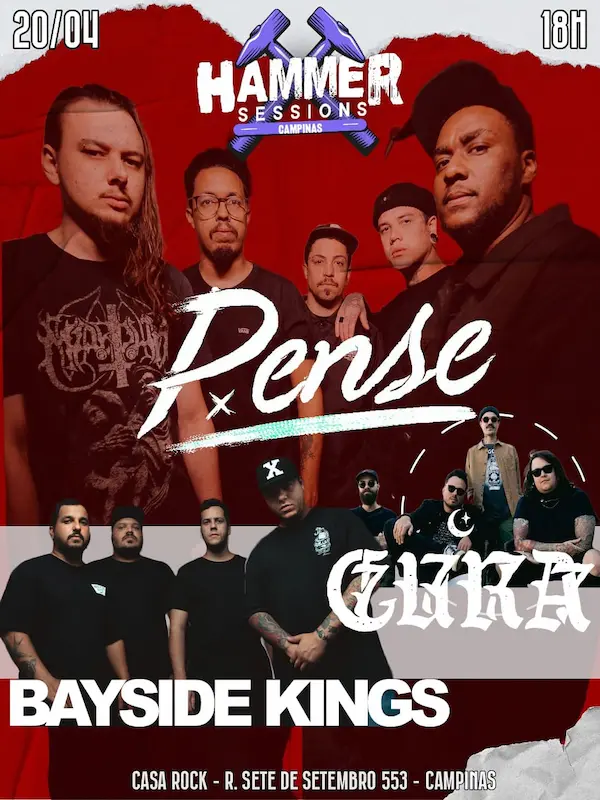 20/04
18H
HAMMER
SESSIONS
CAMPINAS
Pense
X
CURA
BAYSIDE KINGS
CASA ROCK - R. SETE DE SETEMBRO 553 - CAMPINAS